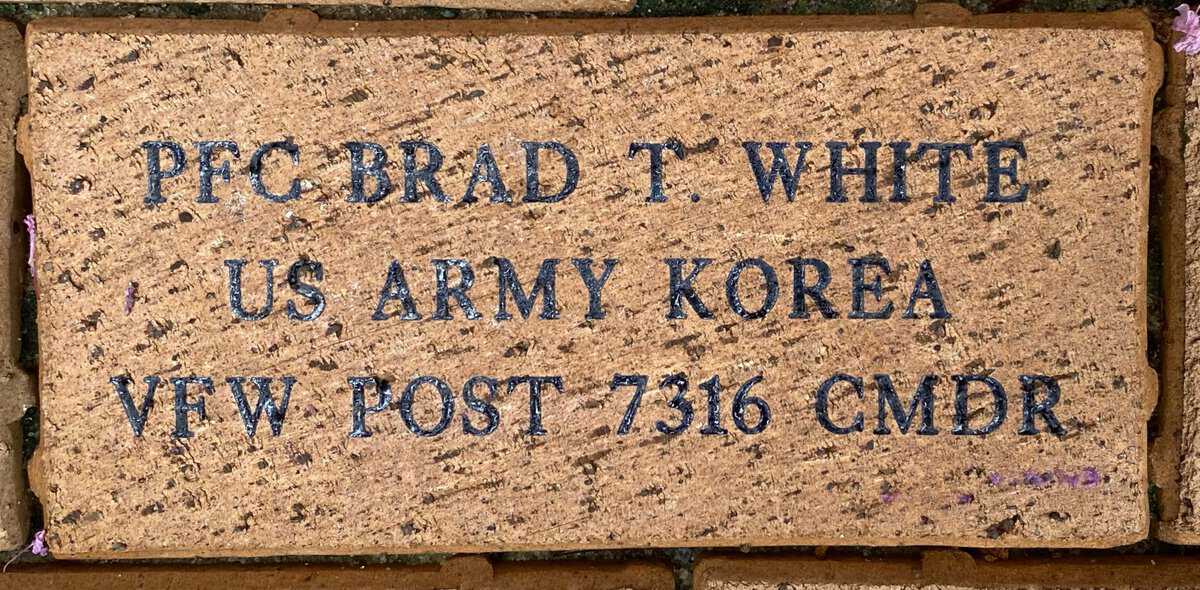 PFC BRAD T. WHITE
US ARMY KOREA
VFW POST 7316 CMDR